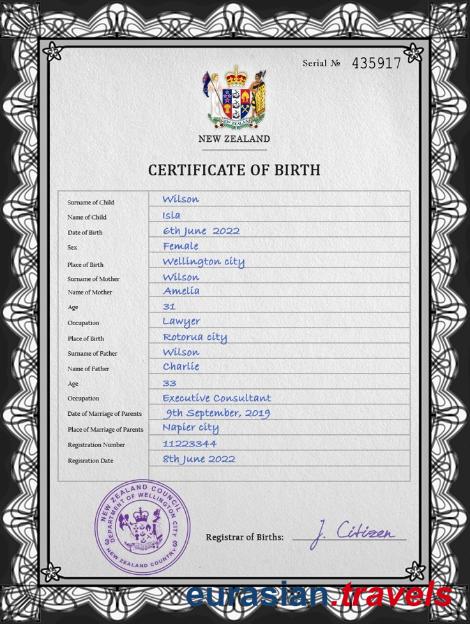 Serial № 435917
NEW ZEALAND
CERTIFICATE OF BIRTH
Surname of Child Wilson
Name of Child Isla
Date of Birth 6th June 2022
Sex Female
Place of Birth Wellington city
Surname of Mother Wilson
Name of Mother Amelia
Age 31
Occupation Lawyer
Place of Birth Rotorua city
Surname of Father Wilson
Name of Father Charlie
Age 33
Occupation Executive Consultant
Date of Marriage of Parents 9th September, 2019
Place of Marriage of Parents Napier city
Registration Number 11223344
Registration Date 8th June 2022
NEW ZEALAND COUNCIL
DEPARTMENT OF WELLINGTON CITY
NEW ZEALAND COUNTRY
Registrar of Births: J. Citizen
eurasian.travels